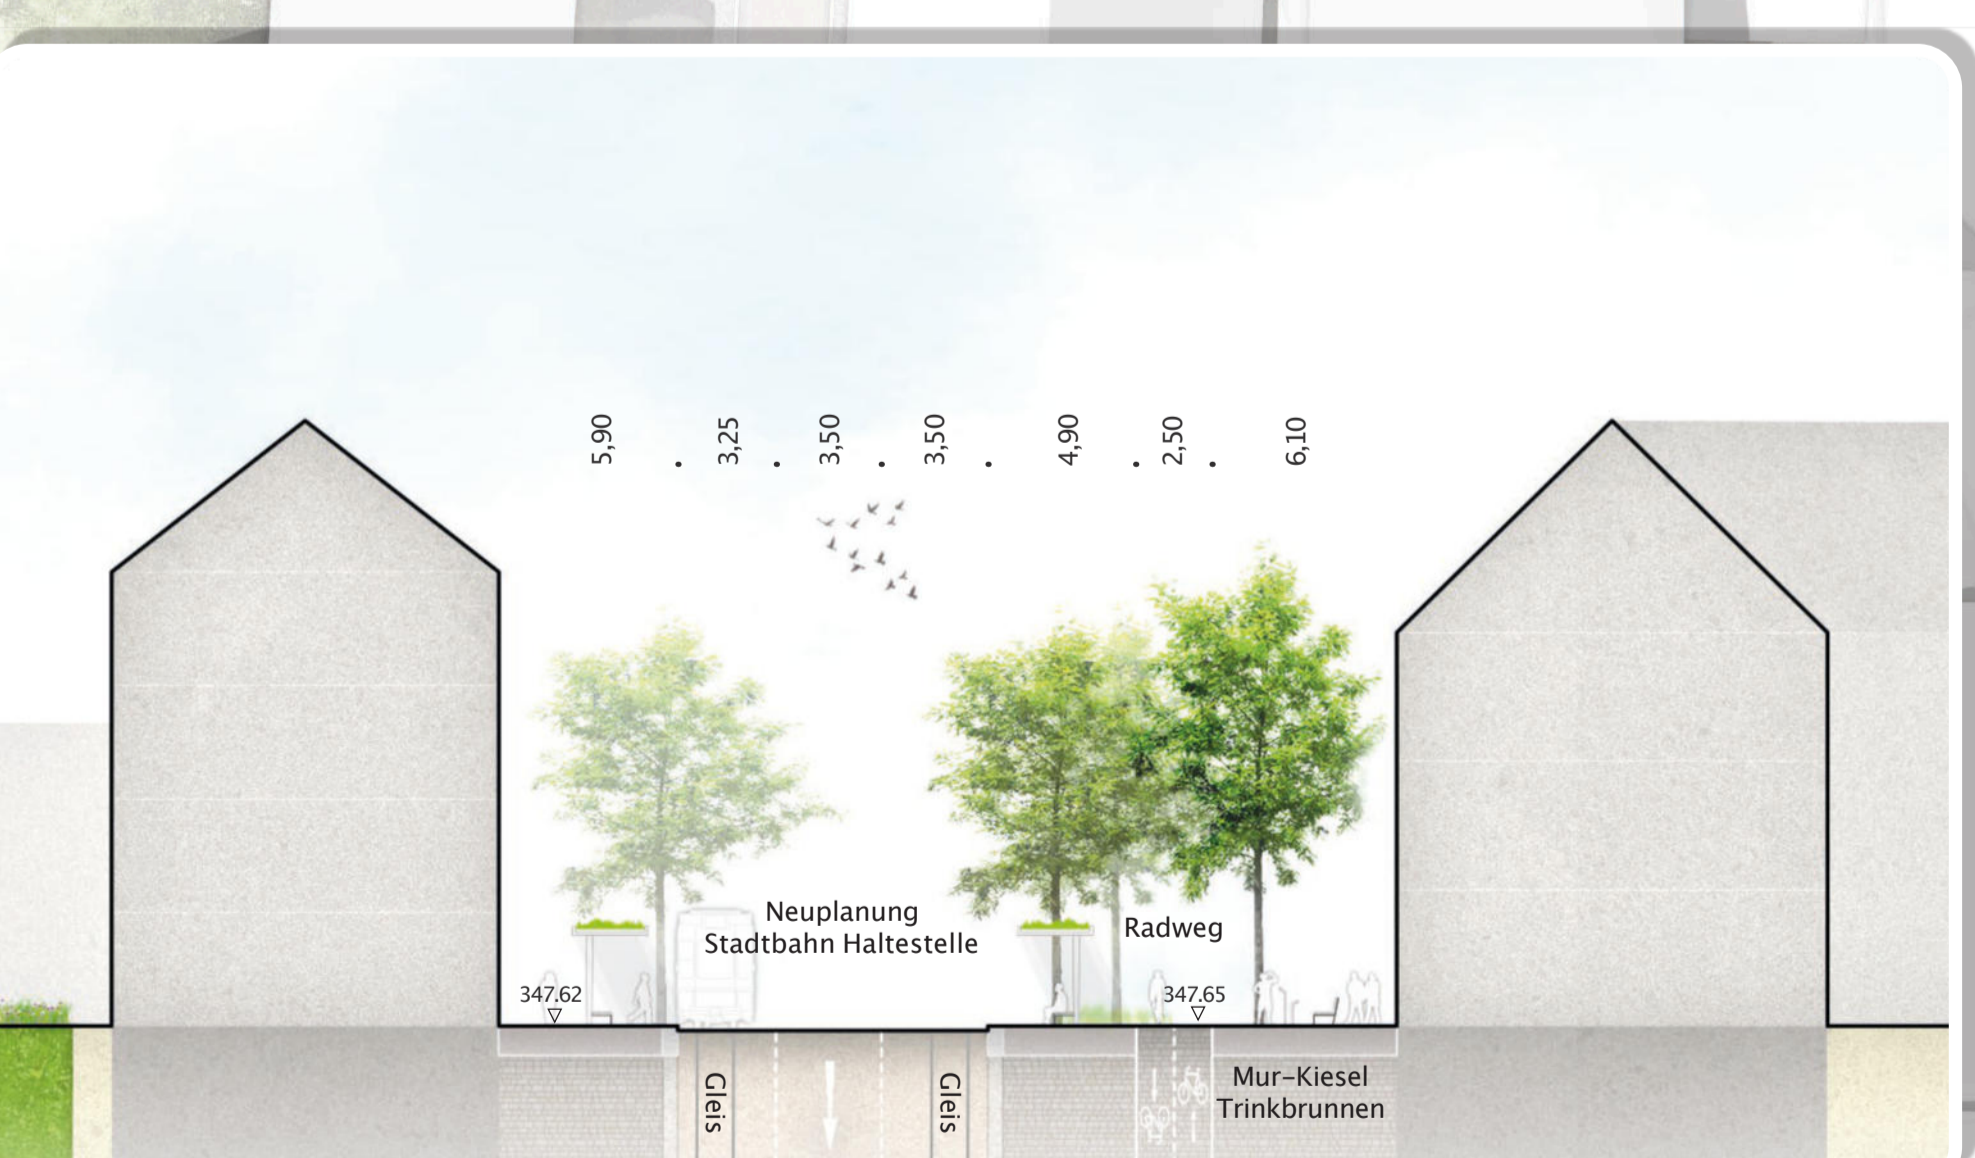 5,90
3,25
3,50
3,50
4,90
2,50
6,10
Neuplanung
Stadtbahn Haltestelle
Radweg
347.62
347.65
Gleis
Gleis
Mur-Kiesel
Trinkbrunnen